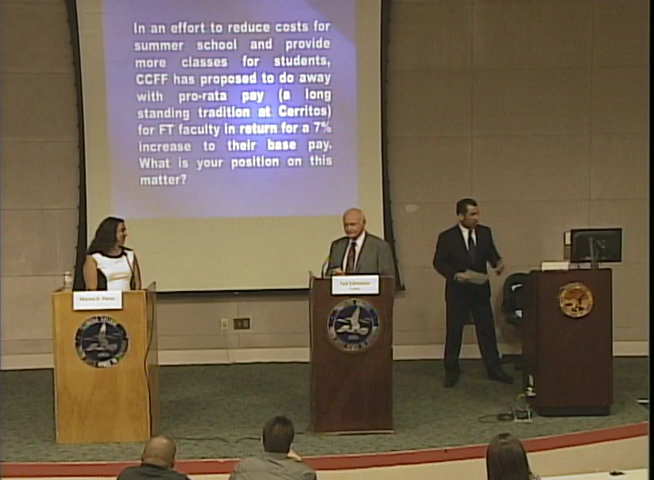 In an effort to reduce costs for
summer school and provide
more classes for students,
CCFF has proposed to do away
with pro-rata pay (a long
standing tradition at Cerritos)
for FT faculty in return for a 7%
increase to their base pay.
What is your position on this
matter?
Ted Edmiston